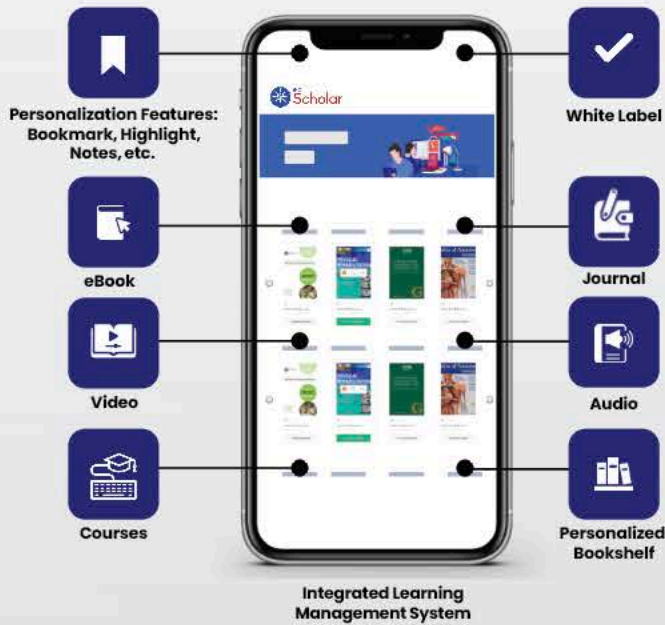 Scholar
Personalization Features:
Bookmark, Highlight,
Notes, etc.
White Label
eBook
Journal
Video
Audio
Courses
Personalized
Bookshelf
Integrated Learning
Management System